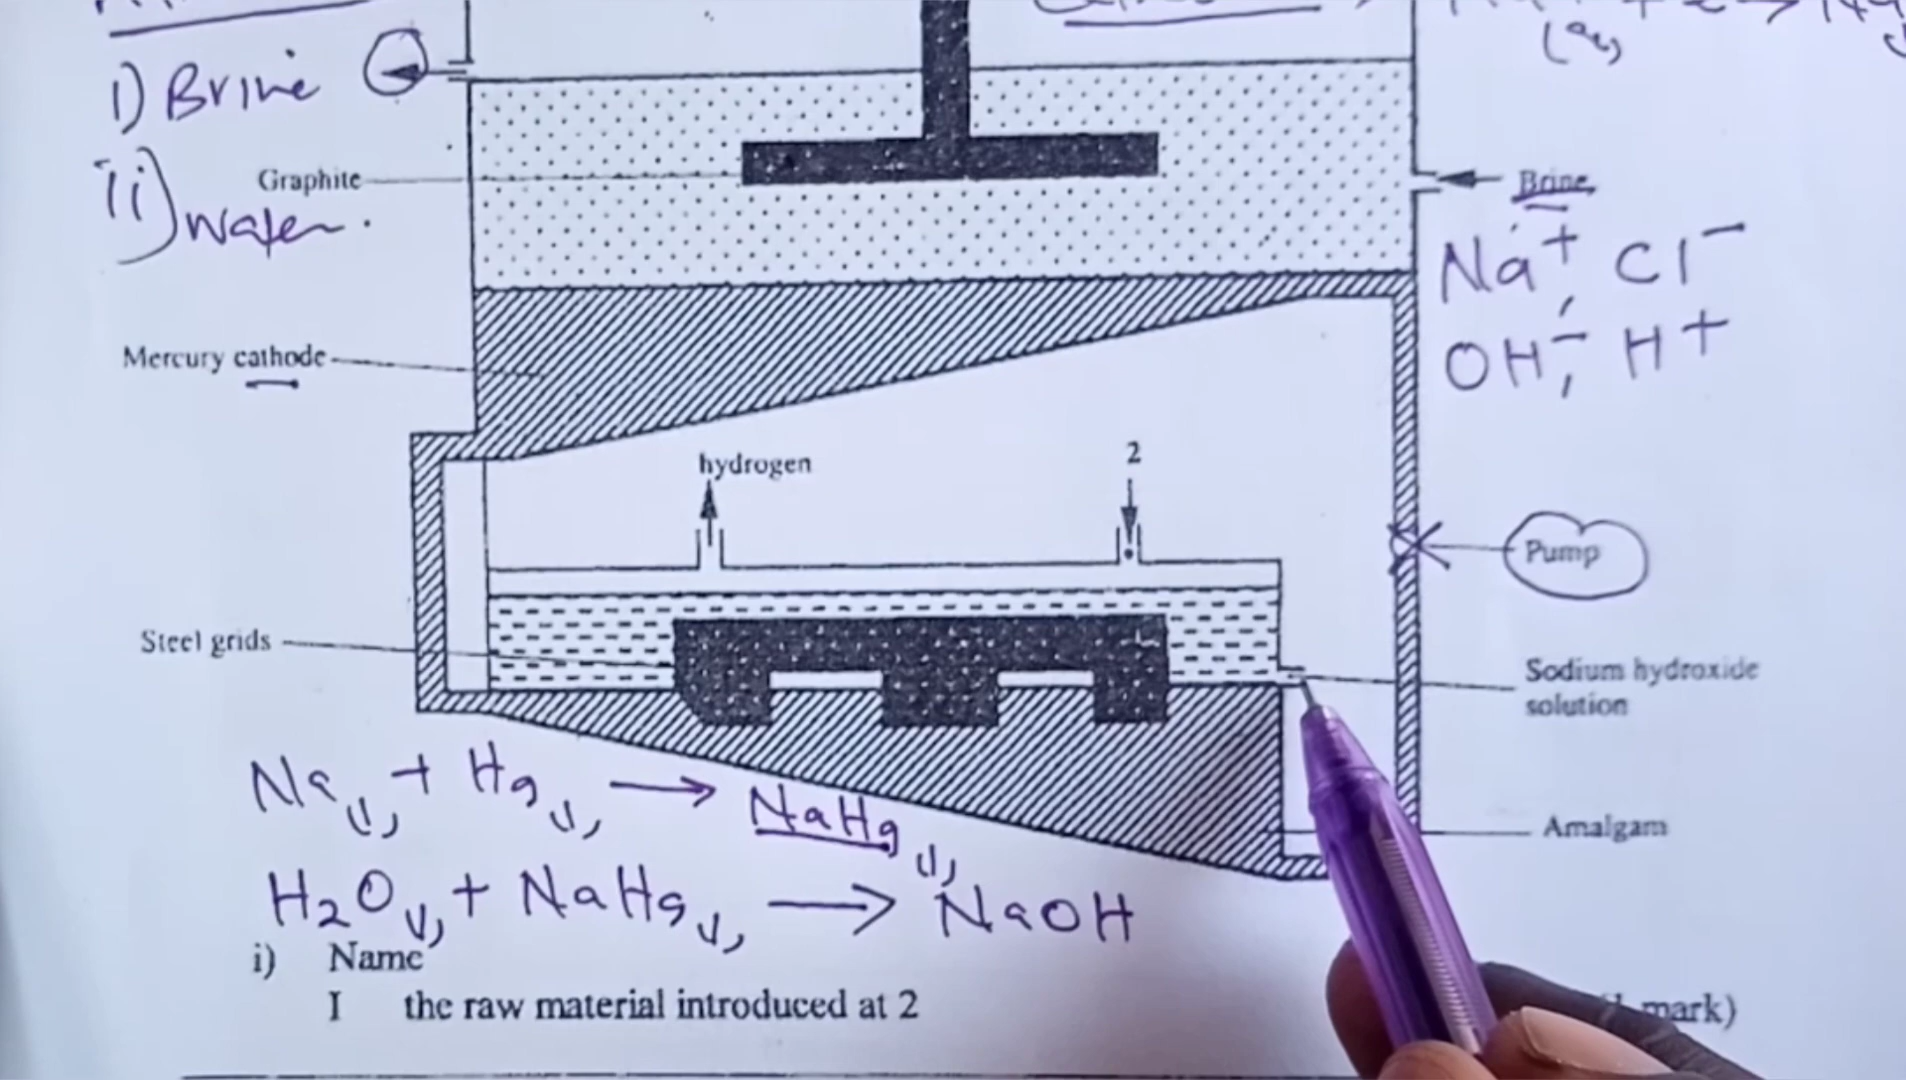 i) Brine
Graphite
ii) Water.
Brine
Na+, Cl-
OH-, H+
Mercury cathode
hydrogen
2
Pump
Steel grids
Sodium hydroxide
solution
Amalgam
Na(l) + Hg(l) → NaHg(l)
H2O(l) + NaHg(l) → NaOH
i) Name
I the raw material introduced at 2 mark)